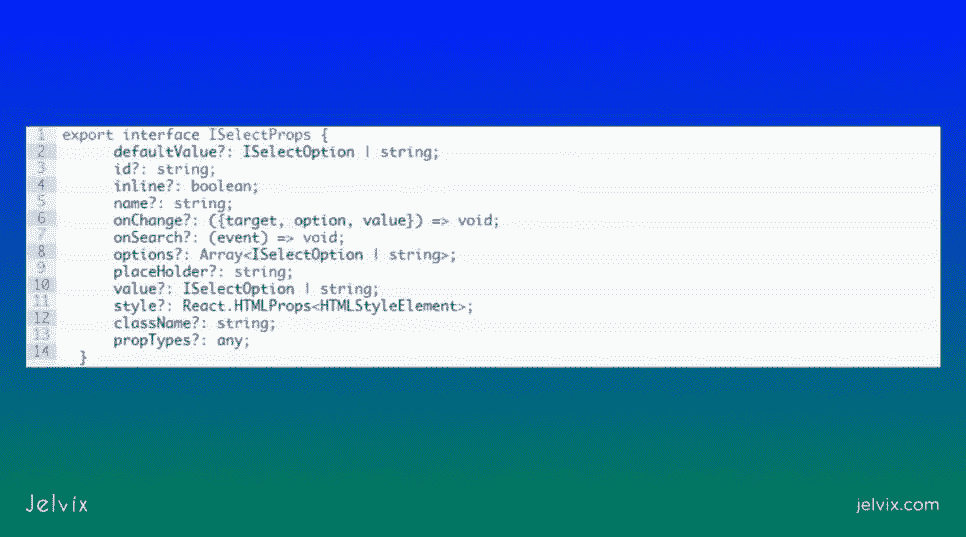 1 export interface ISelectProps {
2 defaultValue?: ISelectOption | string;
3 id?: string;
4 inline?: boolean;
5 name?: string;
6 onChange?: ({target, option, value}) => void;
7 onSearch?: (event) => void;
8 options?: Array<ISelectOption | string>;
9 placeHolder?: string;
10 value?: ISelectOption | string;
11 style?: React.HTMLProps<HTMLStyleElement>;
12 className?: string;
13 propTypes?: any;
14 }
Jelvix jelvix.com